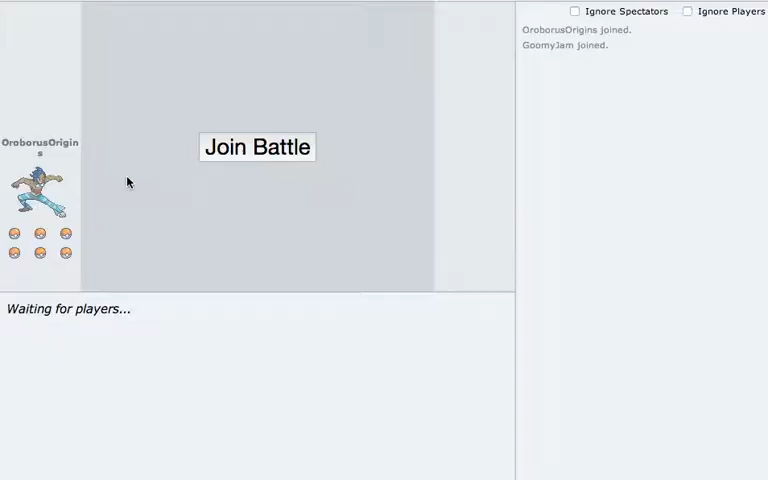 Ignore Spectators Ignore Players
OroborusOrigins joined.
GoomyJam joined.
OroborusOrigin
s
Join Battle
Waiting for players...